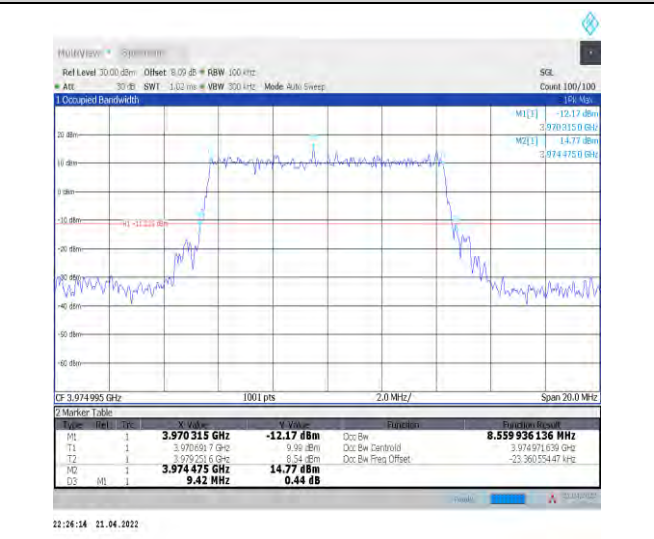 MultiView Spectrum
Ref Level 30.00 dBm Offset 8.09 dB RBW 100 kHz SGL
Att 30 dB SWT 1.02 ms VBW 300 kHz Mode Auto Sweep Count 100/100
1 Occupied Bandwidth 1Pk Max
M1[1] -12.17 dBm
3.970 315 0 GHz
M2[1] 14.77 dBm
3.974 475 0 GHz
20 dBm
10 dBm
0 dBm
-10 dBm
-20 dBm
-30 dBm
-40 dBm
-50 dBm
-60 dBm
CF 3.974995 GHz 1001 pts 2.0 MHz/ Span 20.0 MHz
2 Marker Table
Type Ref Trc X-Value Y-Value Function Function Result
M1 1 3.970 315 GHz -12.17 dBm Occ Bw 8.559 936 136 MHz
T1 1 3.970691 7 GHz 9.99 dBm Occ Bw Centroid 3.974 971 639 GHz
T2 1 3.979251 6 GHz 8.54 dBm Occ Bw Freq Offset -23.360 554 47 kHz
M2 1 3.974 475 GHz 14.77 dBm
D3 M1 1 9.42 MHz 0.44 dB
22:26:14 21.04.2022